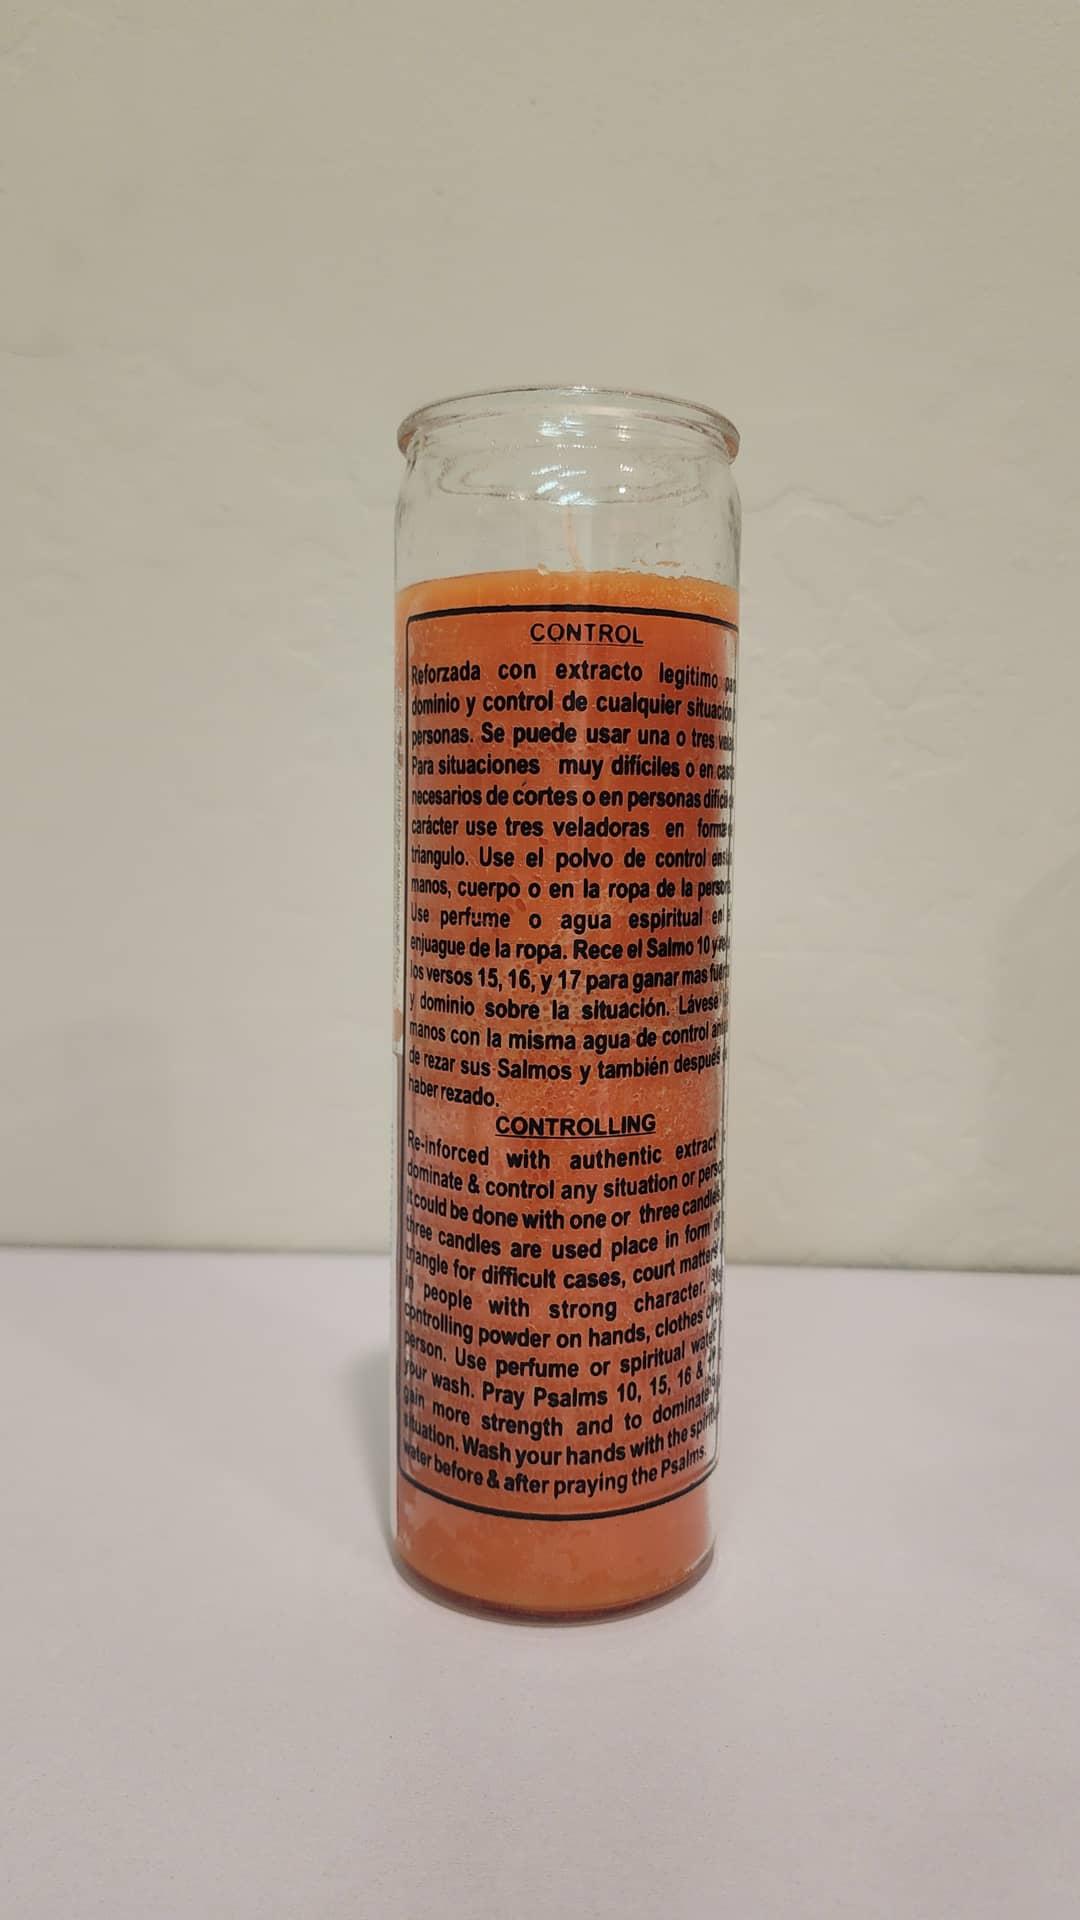 CONTROL
Reforzada con extracto legitimo
dominio y control de cualquier situación
personas. Se puede usar una o tres
Para situaciones muy difíciles o en
necesarios de cortes o en personas difícil
carácter use tres veladoras en forma
triangulo. Use el polvo de control
manos, cuerpo o en la ropa de la
Use perfume o agua espiritual en
enjuague de la ropa. Rece el Salmo 10 y
los versos 15, 16, y 17 para ganar mas
y dominio sobre la situación. Lávese
manos con la misma agua de control
de rezar sus Salmos y también después
haber rezado.
CONTROLLING
Re-inforced with authentic extract
dominate & control any situation or
It could be done with one or three
three candles are used place in form of
triangle for difficult cases, court matters
in people with strong character.
controlling powder on hands, clothes of
person. Use perfume or spiritual water
your wash. Pray Psalms 10, 15, 16 &
gain more strength and to dominate
situation. Wash your hands with the
water before & after praying the Psalms.